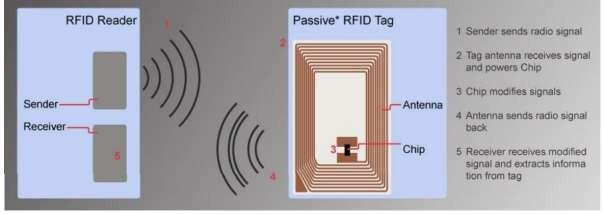 RFID Reader
1
Passive* RFID Tag
2
Sender
Receiver
5
4
Antenna
3
Chip
1 Sender sends radio signal
2 Tag antenna receives signal
and powers Chip
3 Chip modifies signals
4 Antenna sends radio signal
back
5 Receiver receives modified
signal and extracts informa
tion from tag